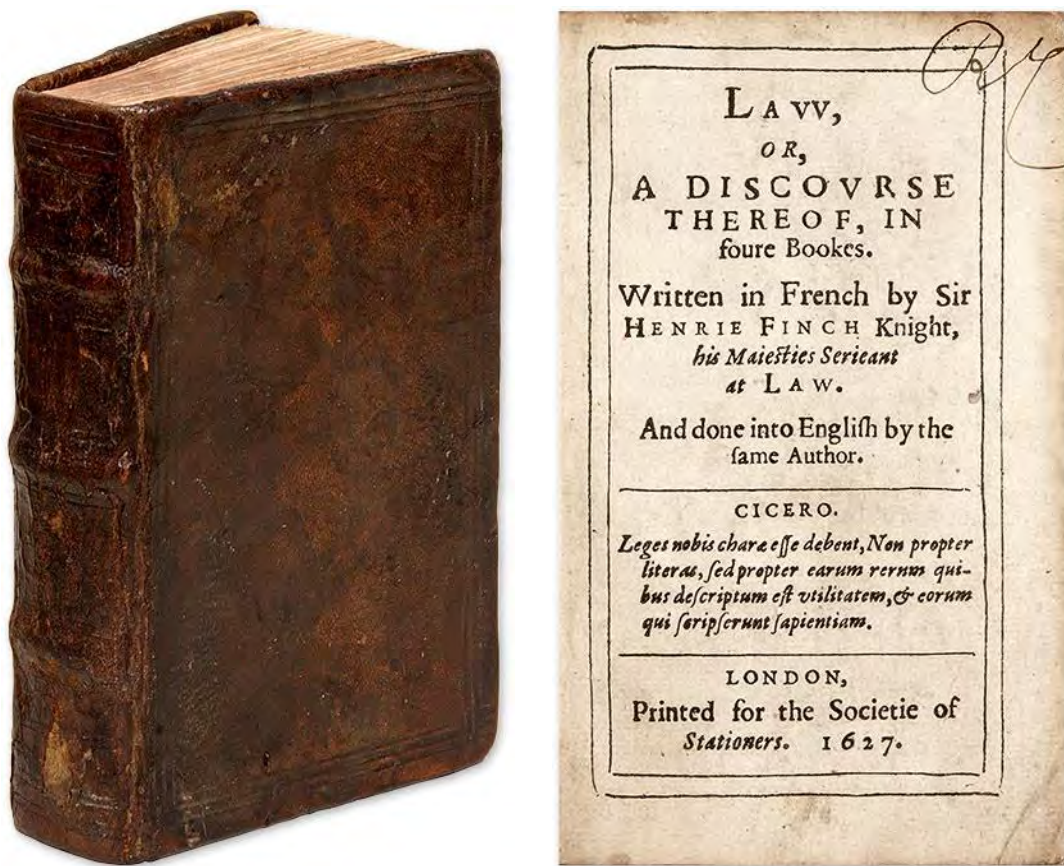 LAVV,
OR,
A DISCOVRSE
THEREOF, IN
foure Bookes.
Written in French by Sir
HENRIE FINCH Knight,
his Maieſties Serieant
at LAW.
And done into Engliſh by the
ſame Author.
CICERO.
Leges nobis charæ eſſe debent, Non propter
literas, ſed propter earum rerum qui-
bus deſcriptum eſt vtilitatem, & eorum
qui ſcripſerunt ſapientiam.
LONDON,
Printed for the Societie of
Stationers. 1627.